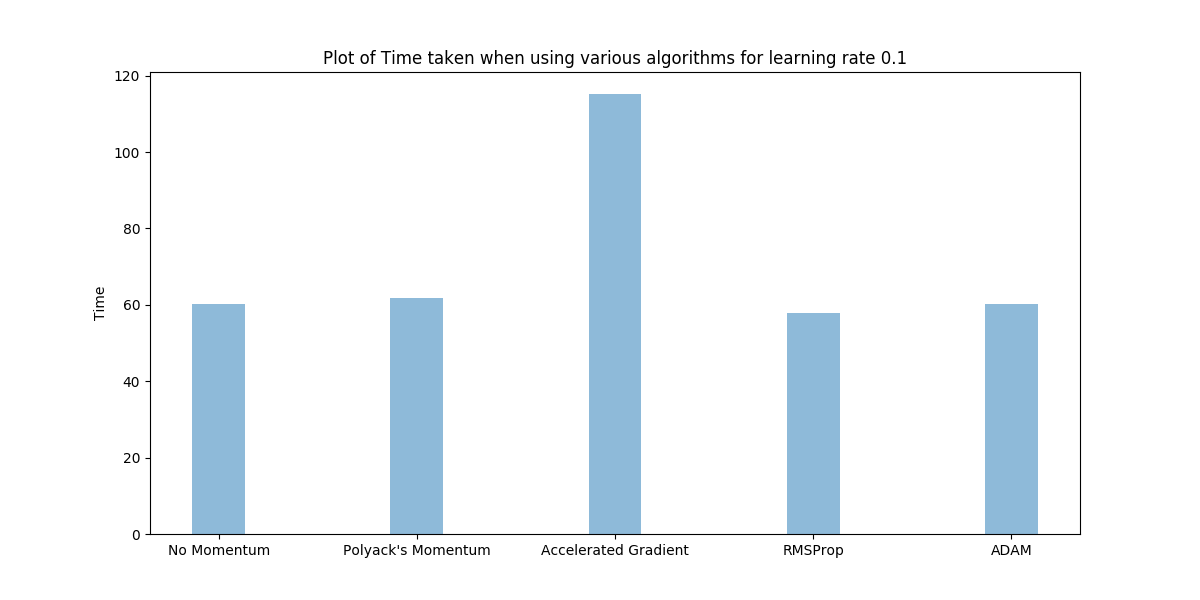 Plot of Time taken when using various algorithms for learning rate 0.1
120
100
80
60
40
20
0
Time
No Momentum
Polyack's Momentum
Accelerated Gradient
RMSProp
ADAM